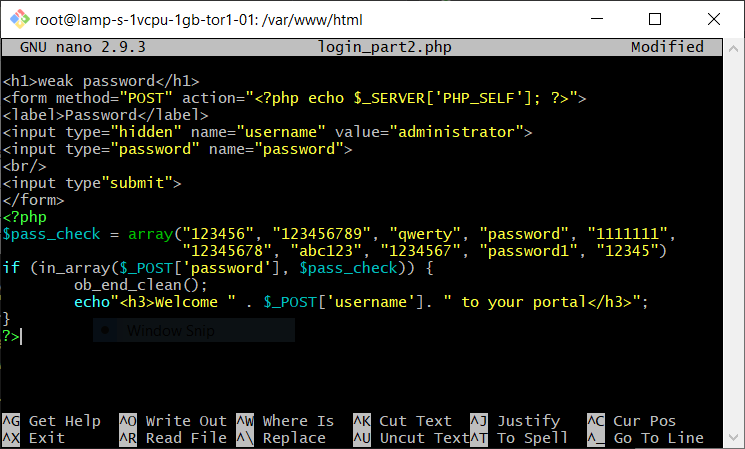 root@lamp-s-1vcpu-1gb-tor1-01: /var/www/html
GNU nano 2.9.3 login_part2.php Modified
<h1>weak password</h1>
<form method="POST" action="<?php echo $_SERVER['PHP_SELF']; ?>">
<label>Password</label>
<input type="hidden" name="username" value="administrator">
<input type="password" name="password">
<br/>
<input type"submit">
</form>
<?php
$pass_check = array("123456", "123456789", "qwerty", "password", "1111111",
"12345678", "abc123", "1234567", "password1", "12345")
if (in_array($_POST['password'], $pass_check)) {
ob_end_clean();
echo"<h3>Welcome " . $_POST['username']. " to your portal</h3>";
}
?>
Window Snip
^G Get Help ^O Write Out ^W Where Is ^K Cut Text ^J Justify ^C Cur Pos
^X Exit ^R Read File ^\ Replace ^U Uncut Text ^T To Spell ^_ Go To Line